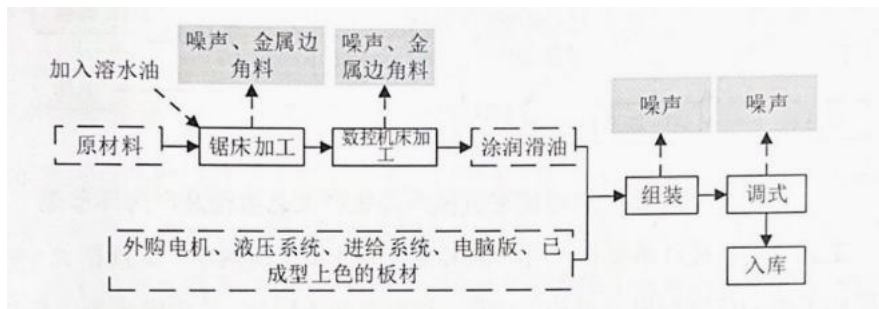 噪声、金属边
角料
噪声、金
属边角料
加入溶水油
噪声
噪声
原材料
锯床加工
数控机床加
工
涂润滑油
组装
调式
外购电机、液压系统、进给系统、电脑版、已
成型上色的板材
入库